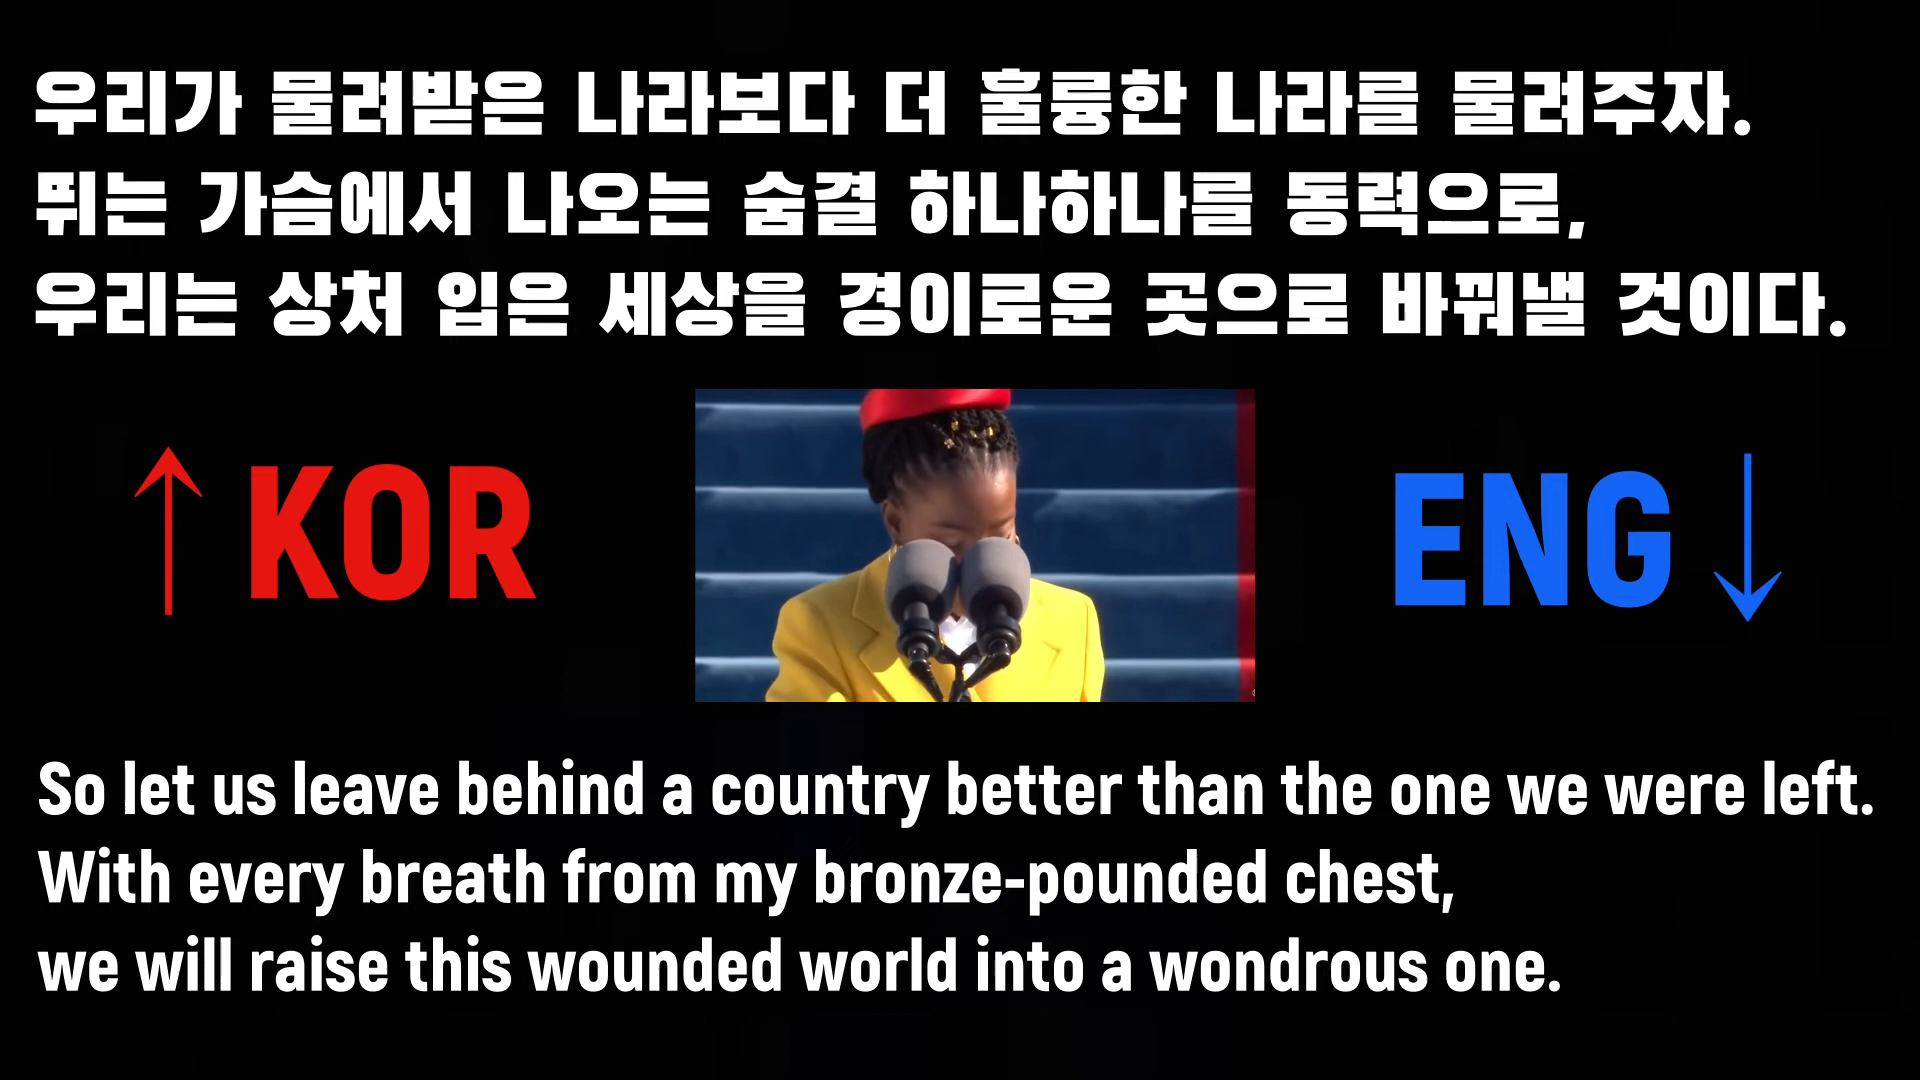 우리가 물려받은 나라보다 더 훌륭한 나라를 물려주자.
뛰는 가슴에서 나오는 숨결 하나하나를 동력으로,
우리는 상처 입은 세상을 경이로운 곳으로 바꿔낼 것이다.
↑ KOR
ENG ↓
So let us leave behind a country better than the one we were left.
With every breath from my bronze-pounded chest,
we will raise this wounded world into a wondrous one.